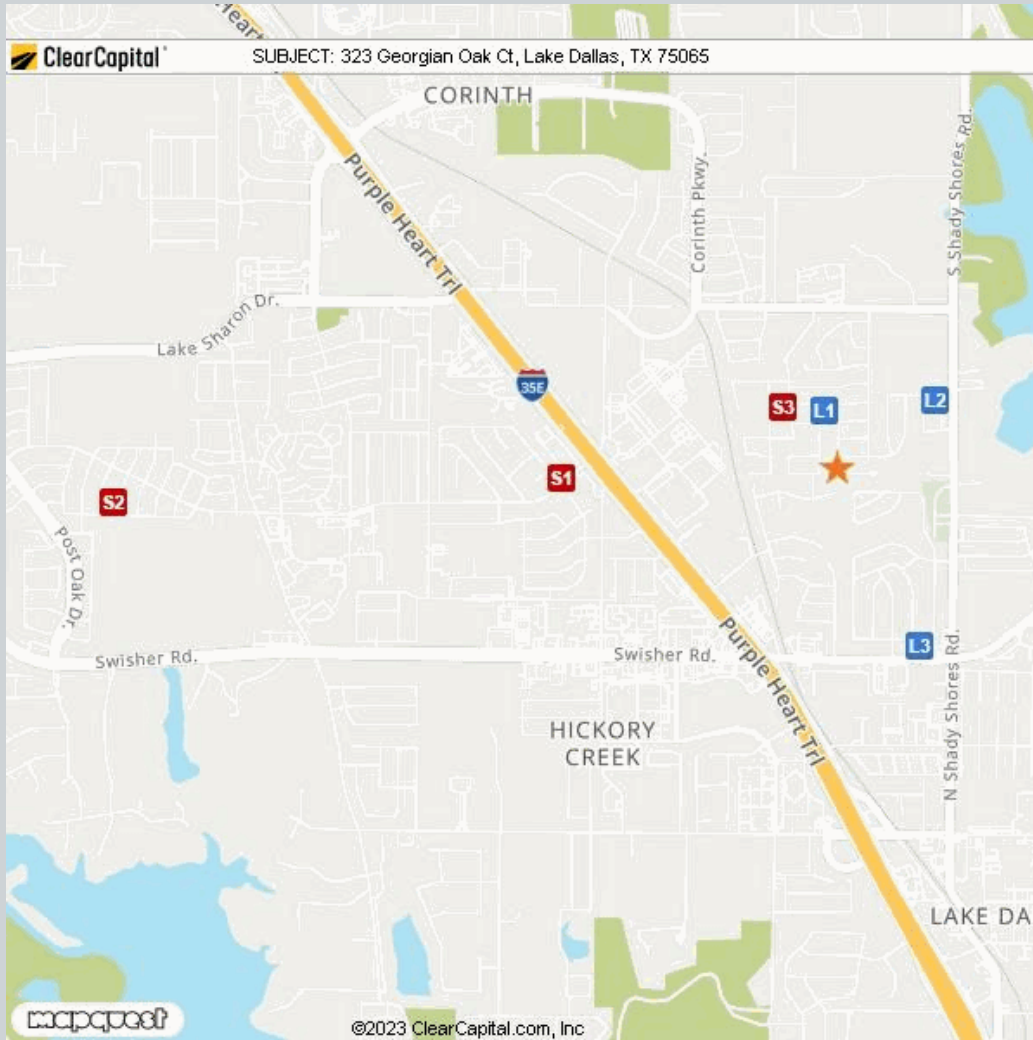 Heart
ClearCapital
SUBJECT: 323 Georgian Oak Ct, Lake Dallas, TX 75065
CORINTH
Purple Heart Trl
Corinth Pkwy.
S Shady Shores Rd.
Lake Sharon Dr.
35E
S3
L1
L2
S1
S2
Post Oak Dr.
Swisher Rd.
Swisher Rd.
L3
Purple Heart Trl
N Shady Shores Rd.
HICKORY
CREEK
LAKE DA
mapquest
©2023 ClearCapital.com, Inc